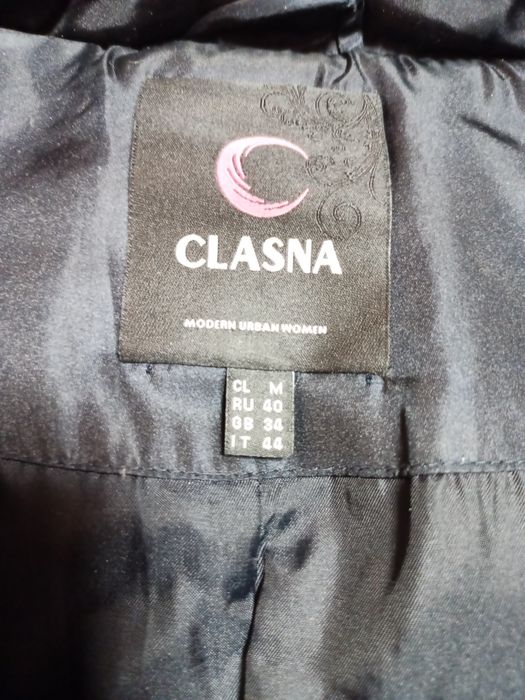 CLASNA
MODERN URBAN WOMEN
CL M
RU 40
GB 34
IT 44